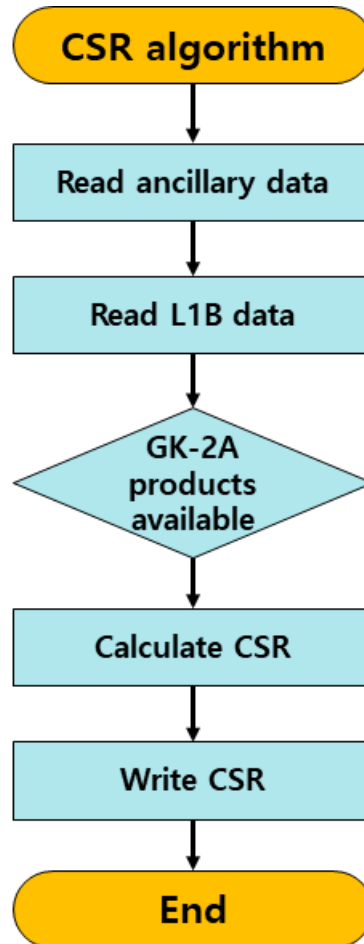 CSR algorithm
Read ancillary data
Read L1B data
GK-2A
products
available
Calculate CSR
Write CSR
End